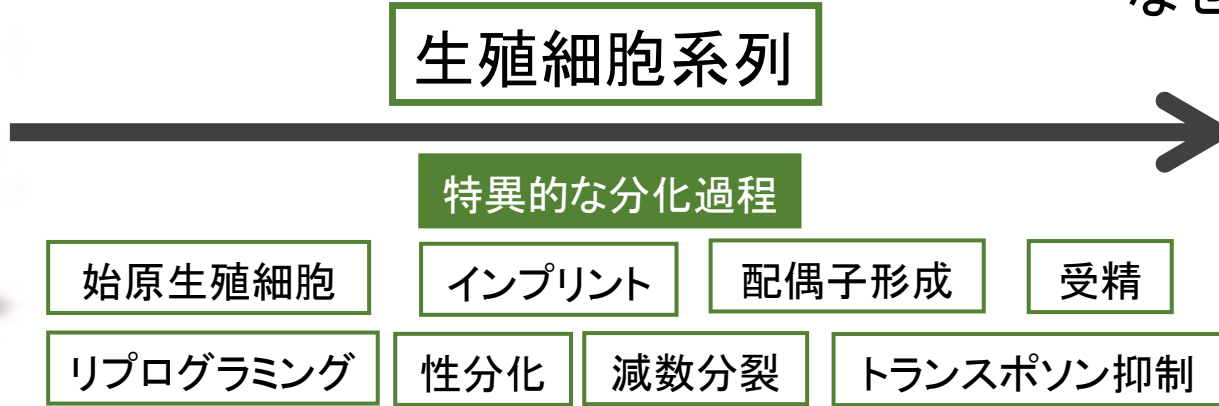 なぜ
生殖細胞系列
特異的な分化過程
始原生殖細胞 インプリント 配偶子形成 受精
リプログラミング 性分化 減数分裂 トランスポソン抑制